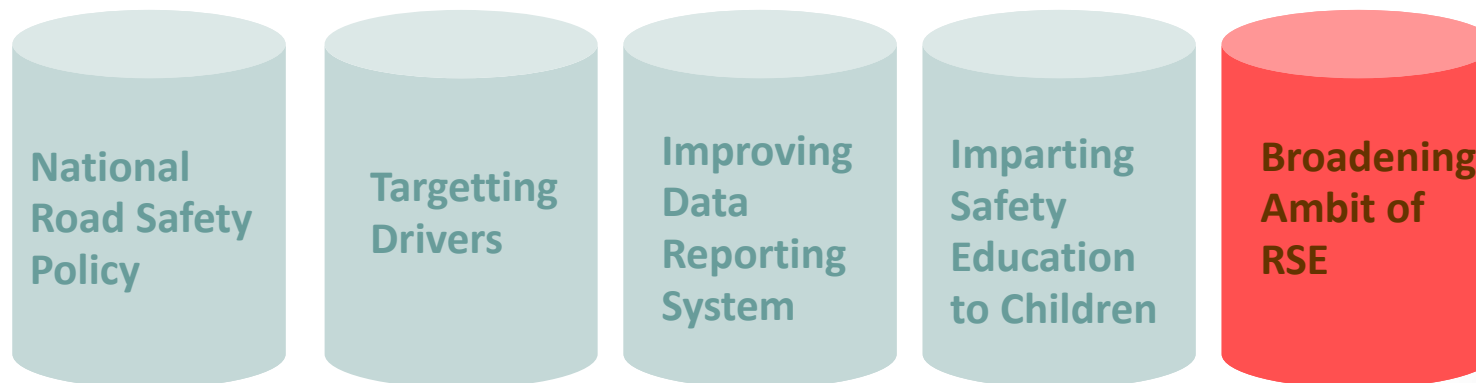 National
Road Safety
Policy
Targetting
Drivers
Improving
Data
Reporting
System
Imparting
Safety
Education
to Children
Broadening
Ambit of
RSE